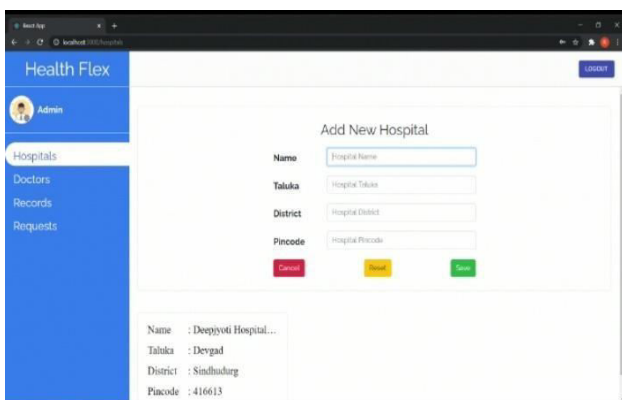 React App
localhost:3000/hospitals
Health Flex
LOGOUT
Admin
Add New Hospital
Hospitals
Name
Hospital Name
Doctors
Taluka
Hospital Taluka
Records
District
Hospital District
Requests
Pincode
Hospital Pincode
Cancel
Reset
Save
Name : Deepjyoti Hospital...
Taluka : Devgad
District : Sindhudurg
Pincode : 416613